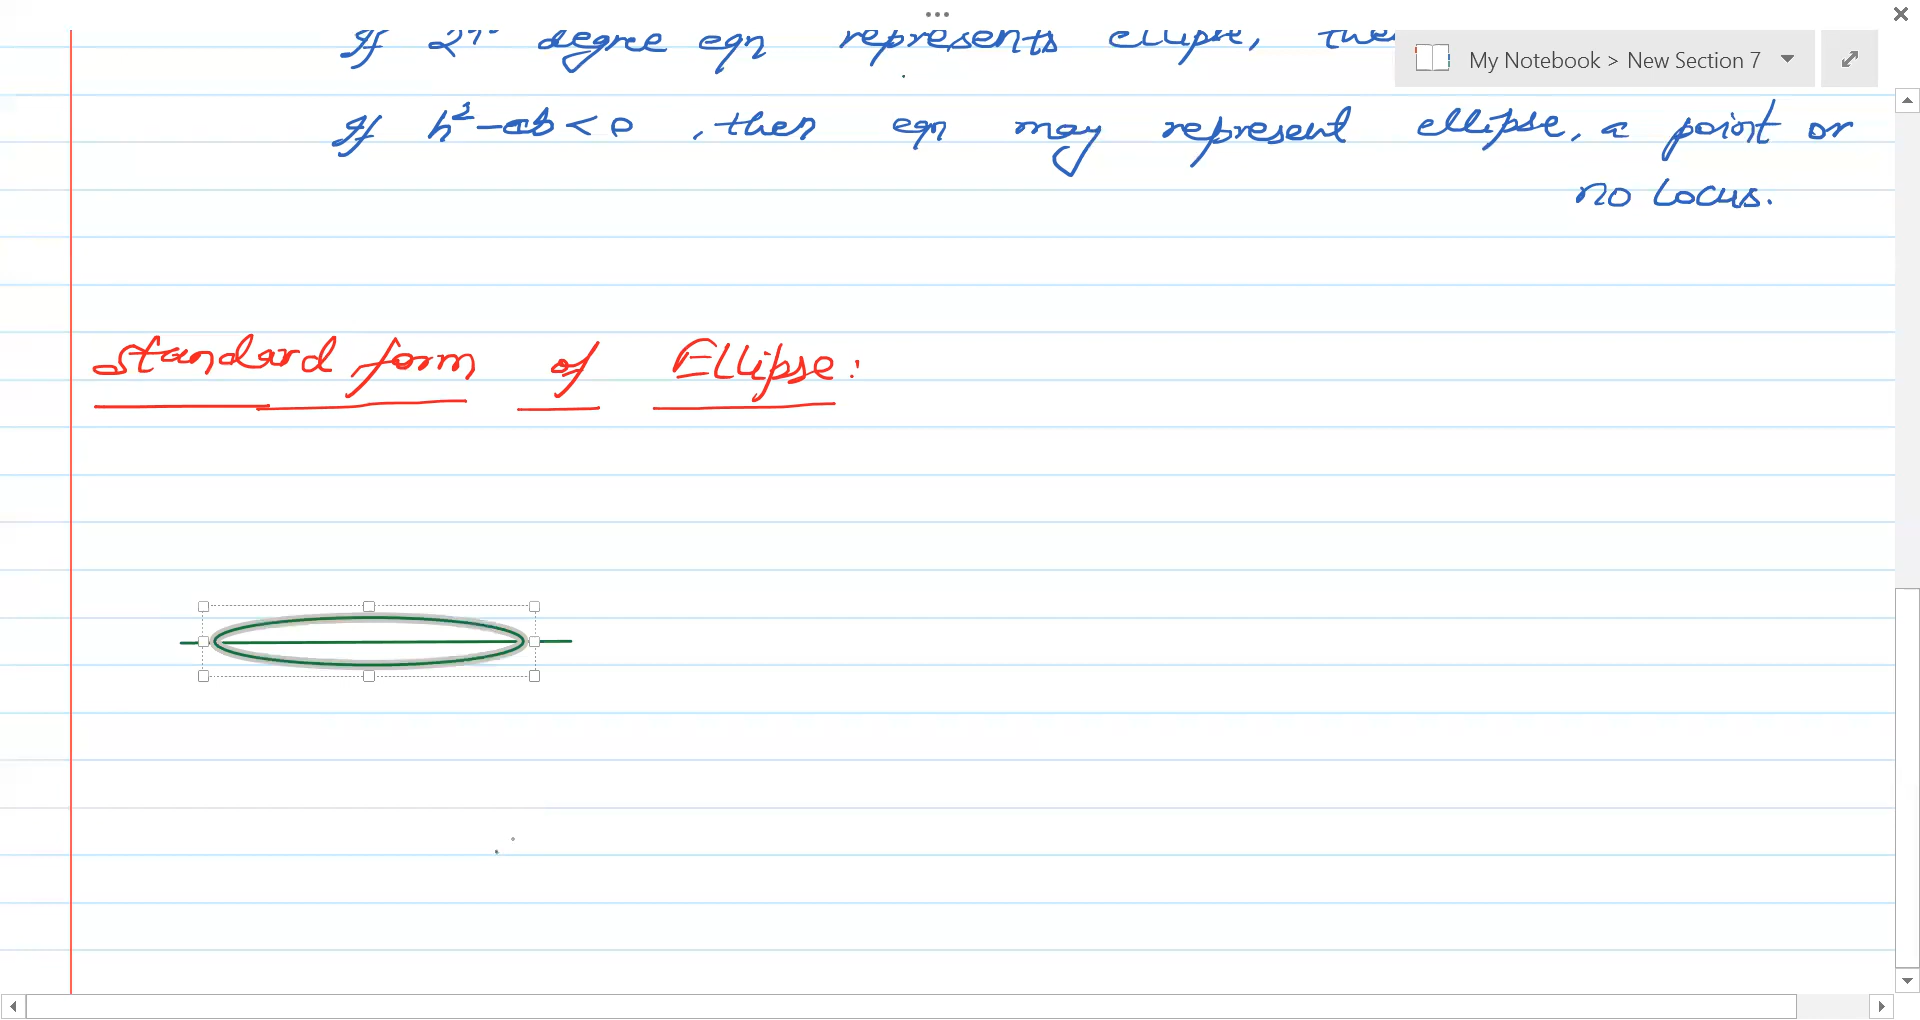 If 2nd degree eqn represents ellipse, then
My Notebook > New Section 7
If h²-ab<0, then eqn may represent ellipse, a point or
no locus.
Standard form of Ellipse: